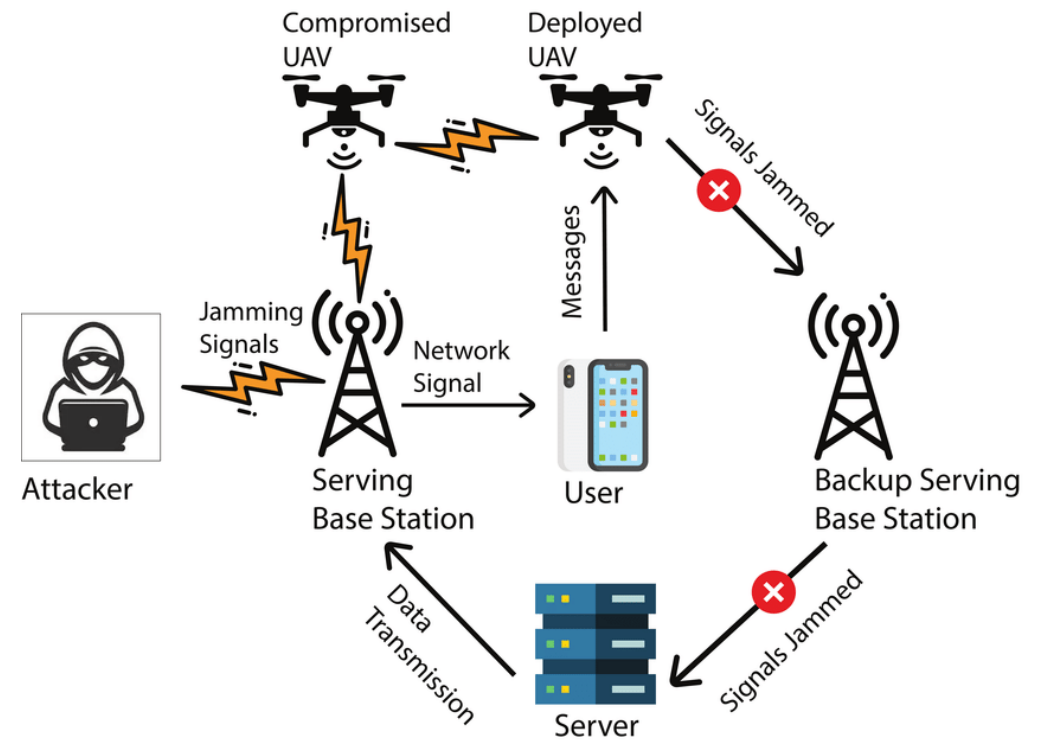 Compromised
UAV
Deployed
UAV
Signals Jammed
Messages
Jamming
Signals
Network
Signal
Attacker
Serving
Base Station
User
Backup Serving
Base Station
Data
Transmission
Signals Jammed
Server